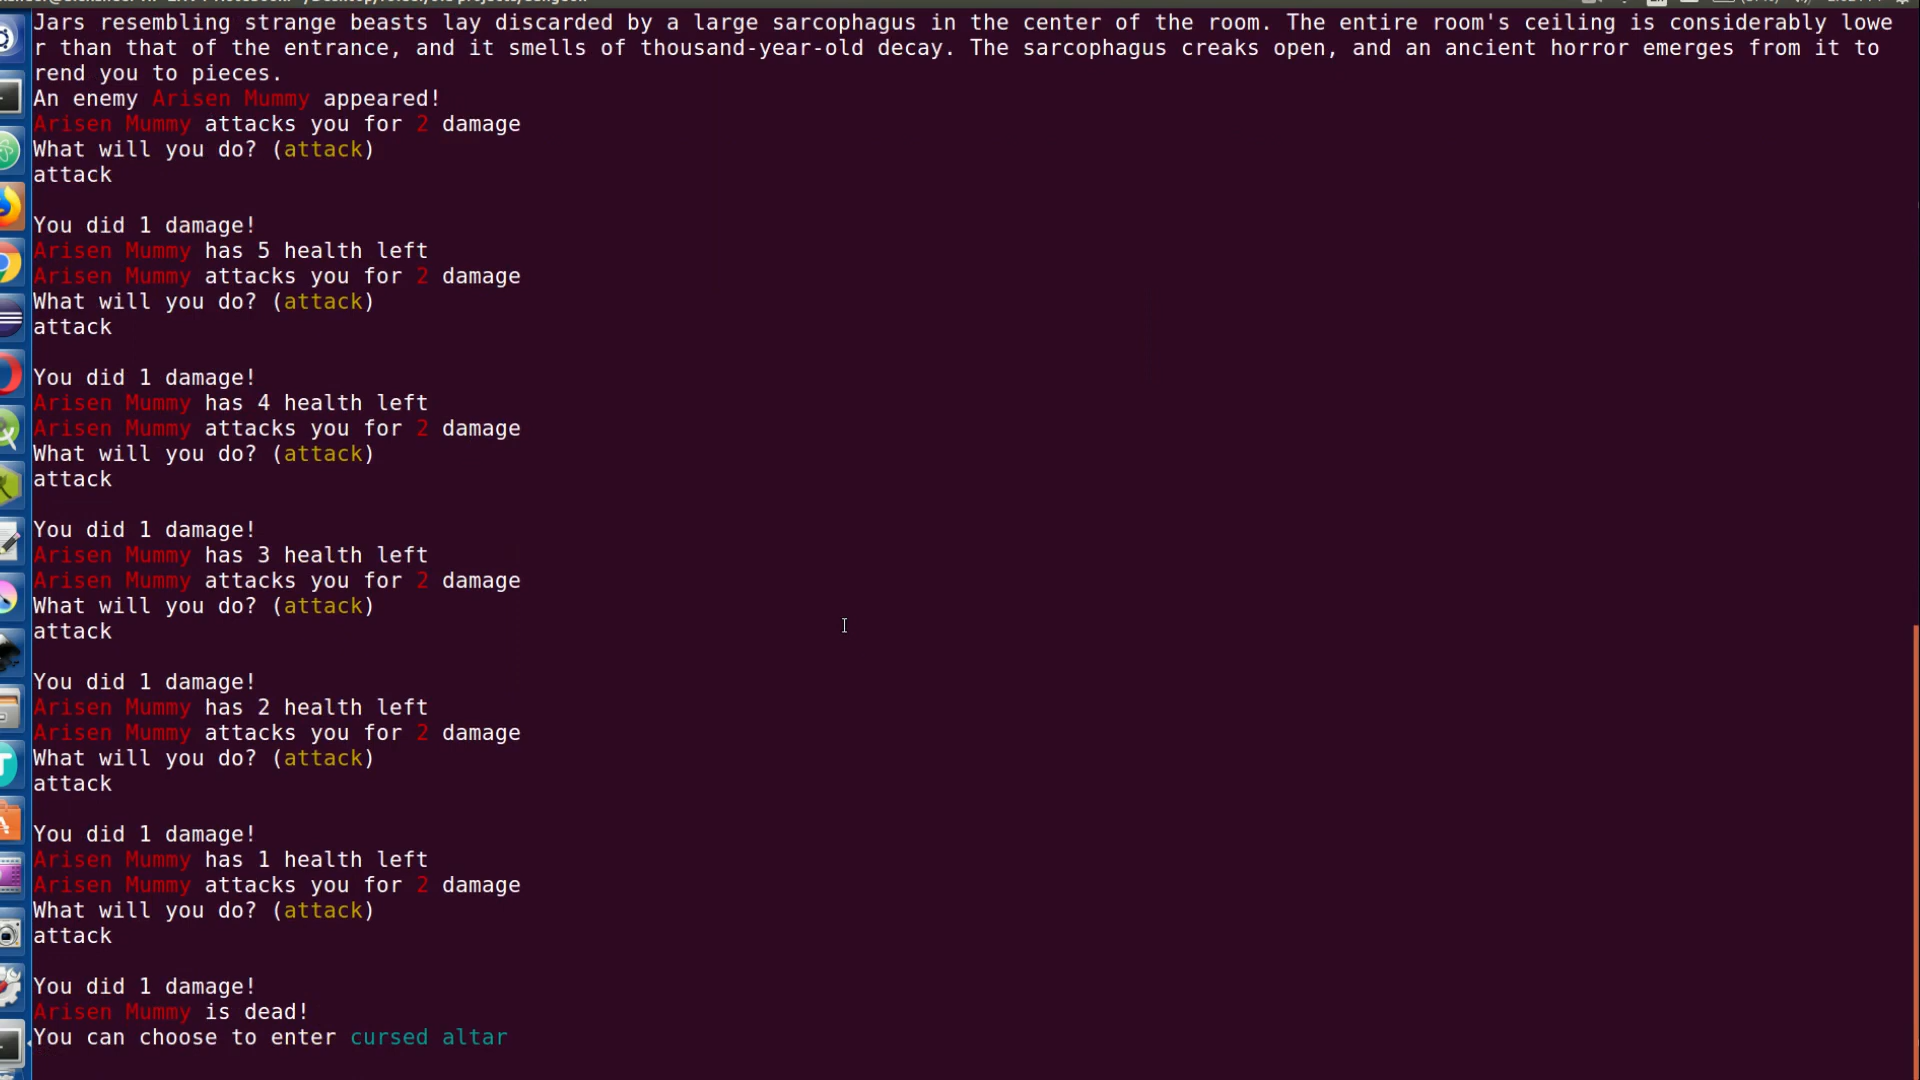 Jars resembling strange beasts lay discarded by a large sarcophagus in the center of the room. The entire room's ceiling is considerably lowe
r than that of the entrance, and it smells of thousand-year-old decay. The sarcophagus creaks open, and an ancient horror emerges from it to
rend you to pieces.
An enemy Arisen Mummy appeared!
Arisen Mummy attacks you for 2 damage
What will you do? (attack)
attack
You did 1 damage!
Arisen Mummy has 5 health left
Arisen Mummy attacks you for 2 damage
What will you do? (attack)
attack
You did 1 damage!
Arisen Mummy has 4 health left
Arisen Mummy attacks you for 2 damage
What will you do? (attack)
attack
You did 1 damage!
Arisen Mummy has 3 health left
Arisen Mummy attacks you for 2 damage
What will you do? (attack)
attack
You did 1 damage!
Arisen Mummy has 2 health left
Arisen Mummy attacks you for 2 damage
What will you do? (attack)
attack
You did 1 damage!
Arisen Mummy has 1 health left
Arisen Mummy attacks you for 2 damage
What will you do? (attack)
attack
You did 1 damage!
Arisen Mummy is dead!
You can choose to enter cursed altar